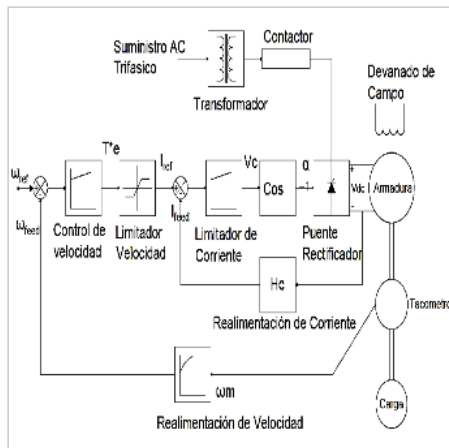 Suministro AC
Trifasico
Contactor
Transformador
Devanado de
Campo
ωref
T*e
Iref
Vc
Cos
α
+
Vdc
-
Armadura
ωfeed
Ifeed
Control de
velocidad
Limitador
Velocidad
Limitador de
Corriente
Puente
Rectificador
Hc
Realimentación de Corriente
Tacometro
ωm
Carga
Realimentación de Velocidad